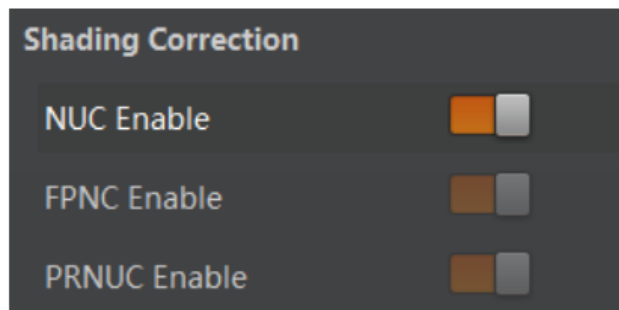 Shading Correction
NUC Enable
FPNC Enable
PRNUC Enable